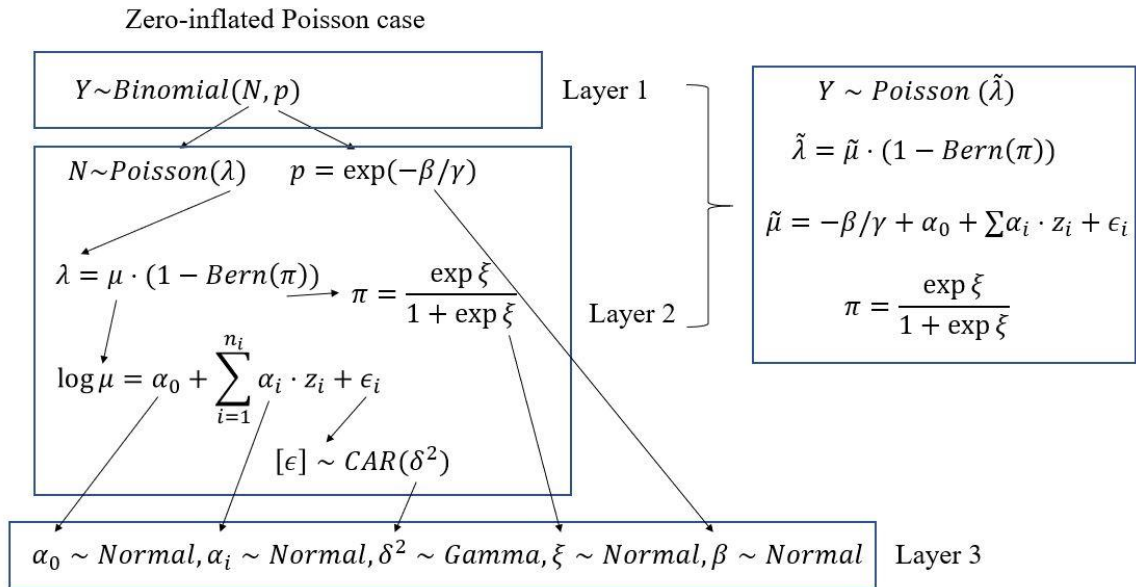 Zero-inflated Poisson case
Y~Binomial(N, p)
Layer 1
N~Poisson(λ) p = exp(−β/γ)
λ = μ · (1 − Bern(π))
π = exp ξ / 1 + exp ξ
Layer 2
log μ = α₀ + ∑ᵢ₌₁ⁿⁱ αᵢ · zᵢ + ϵᵢ
[ϵ] ~ CAR(δ²)
α₀ ~ Normal, αᵢ ~ Normal, δ² ~ Gamma, ξ ~ Normal, β ~ Normal
Layer 3
Y ~ Poisson (λ̃)
λ̃ = μ̃ · (1 − Bern(π))
μ̃ = −β/γ + α₀ + ∑αᵢ · zᵢ + ϵᵢ
π = exp ξ / 1 + exp ξ